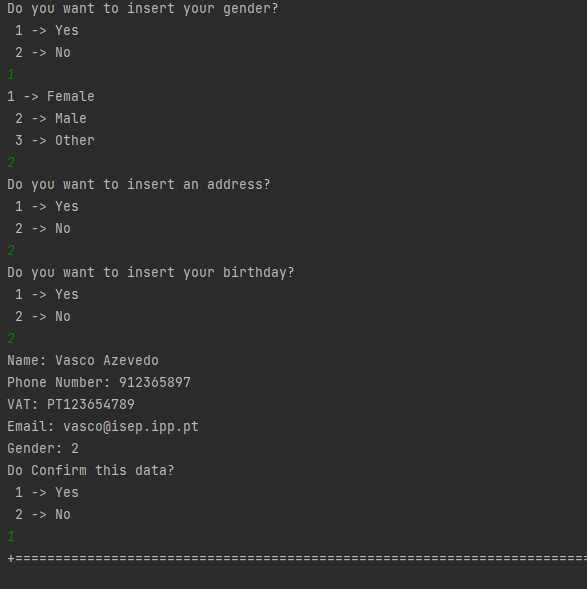 Do you want to insert your gender?
1 -> Yes
2 -> No
1
1 -> Female
2 -> Male
3 -> Other
2
Do you want to insert an address?
1 -> Yes
2 -> No
2
Do you want to insert your birthday?
1 -> Yes
2 -> No
2
Name: Vasco Azevedo
Phone Number: 912365897
VAT: PT123654789
Email: vasco@isep.ipp.pt
Gender: 2
Do Confirm this data?
1 -> Yes
2 -> No
1
+========================================================================